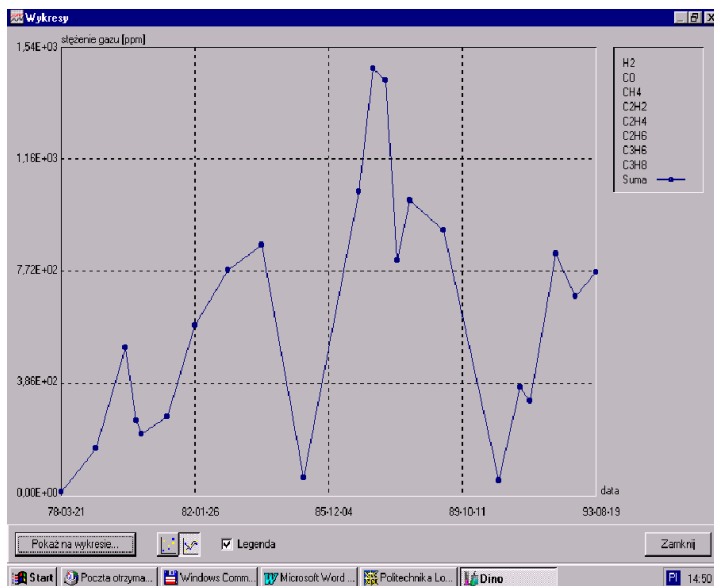 Wykresy
stężenie gazu [ppm]
1,54E+03
1,16E+03
7,72E+02
3,86E+02
0,00E+00
78-03-21
82-01-26
85-12-04
89-10-11
93-08-19
data
H2
CO
CH4
C2H2
C2H4
C2H6
C3H6
C3H8
Suma
Pokaż na wykresie...
Legenda
Zamknij
Start
Poczta otrzyma...
Windows Comm...
Microsoft Word ...
Politechnika Lo...
Dino
Pl
14:50